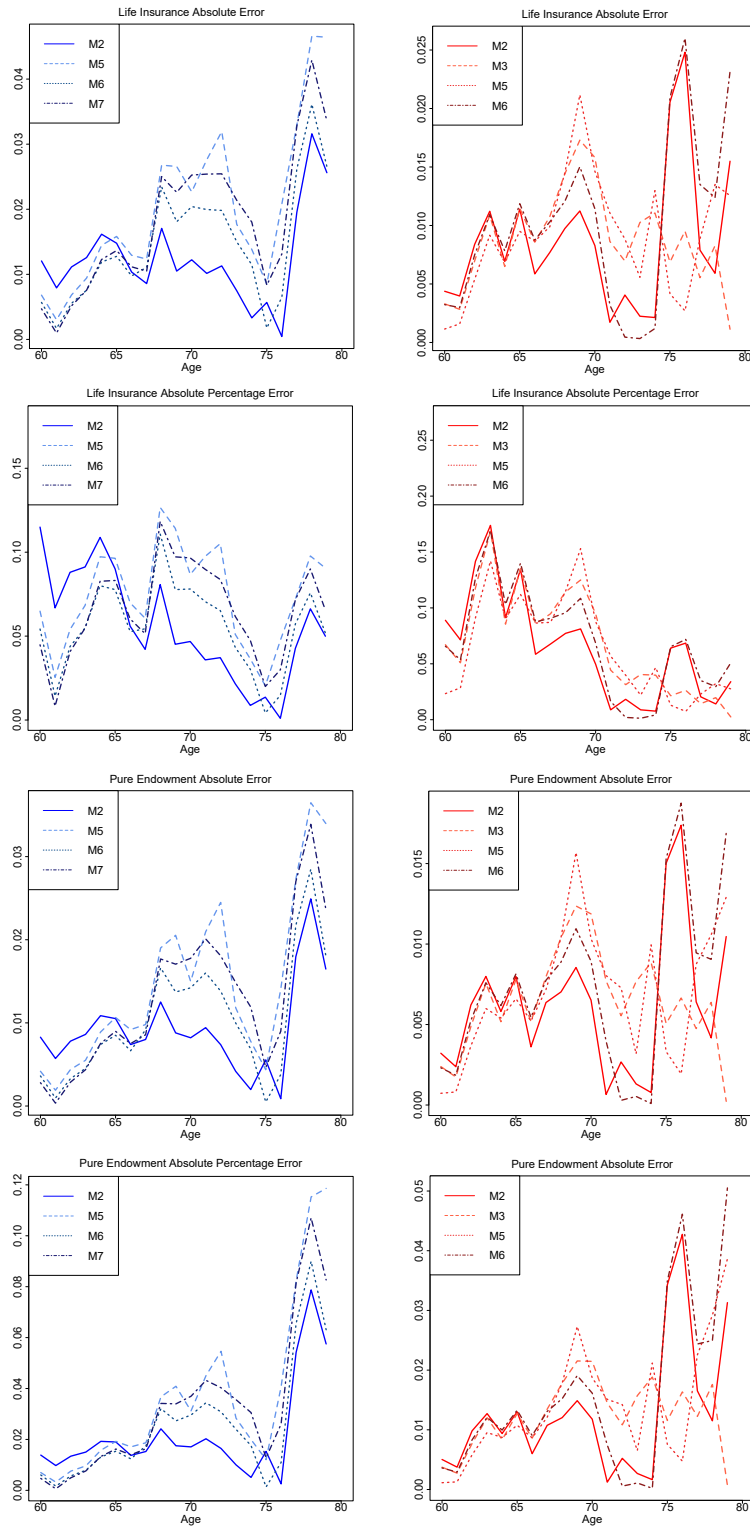 Life Insurance Absolute Error
M2
M5
M6
M7
0.00 0.01 0.02 0.03 0.04
60 65 70 75 80
Age
Life Insurance Absolute Error
M2
M3
M5
M6
0.000 0.005 0.010 0.015 0.020 0.025
60 65 70 75 80
Age
Life Insurance Absolute Percentage Error
M2
M5
M6
M7
0.00 0.05 0.10 0.15
60 65 70 75 80
Age
Life Insurance Absolute Percentage Error
M2
M3
M5
M6
0.00 0.05 0.10 0.15 0.20 0.25
60 65 70 75 80
Age
Pure Endowment Absolute Error
M2
M5
M6
M7
0.00 0.01 0.02 0.03
60 65 70 75 80
Age
Pure Endowment Absolute Error
M2
M3
M5
M6
0.000 0.005 0.010 0.015
60 65 70 75 80
Age
Pure Endowment Absolute Percentage Error
M2
M5
M6
M7
0.00 0.02 0.04 0.06 0.08 0.10 0.12
60 65 70 75 80
Age
Pure Endowment Absolute Error
M2
M3
M5
M6
0.00 0.01 0.02 0.03 0.04 0.05
60 65 70 75 80
Age